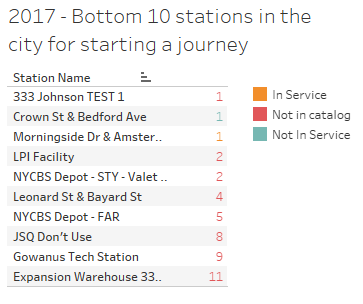 2017 - Bottom 10 stations in the
city for starting a journey
Station Name
333 Johnson TEST 1 1
Crown St & Bedford Ave 1
Morningside Dr & Amster.. 1
LPI Facility 2
NYCBS Depot - STY - Valet .. 2
Leonard St & Bayard St 4
NYCBS Depot - FAR 5
JSQ Don't Use 8
Gowanus Tech Station 9
Expansion Warehouse 33.. 11
In Service
Not in catalog
Not In Service